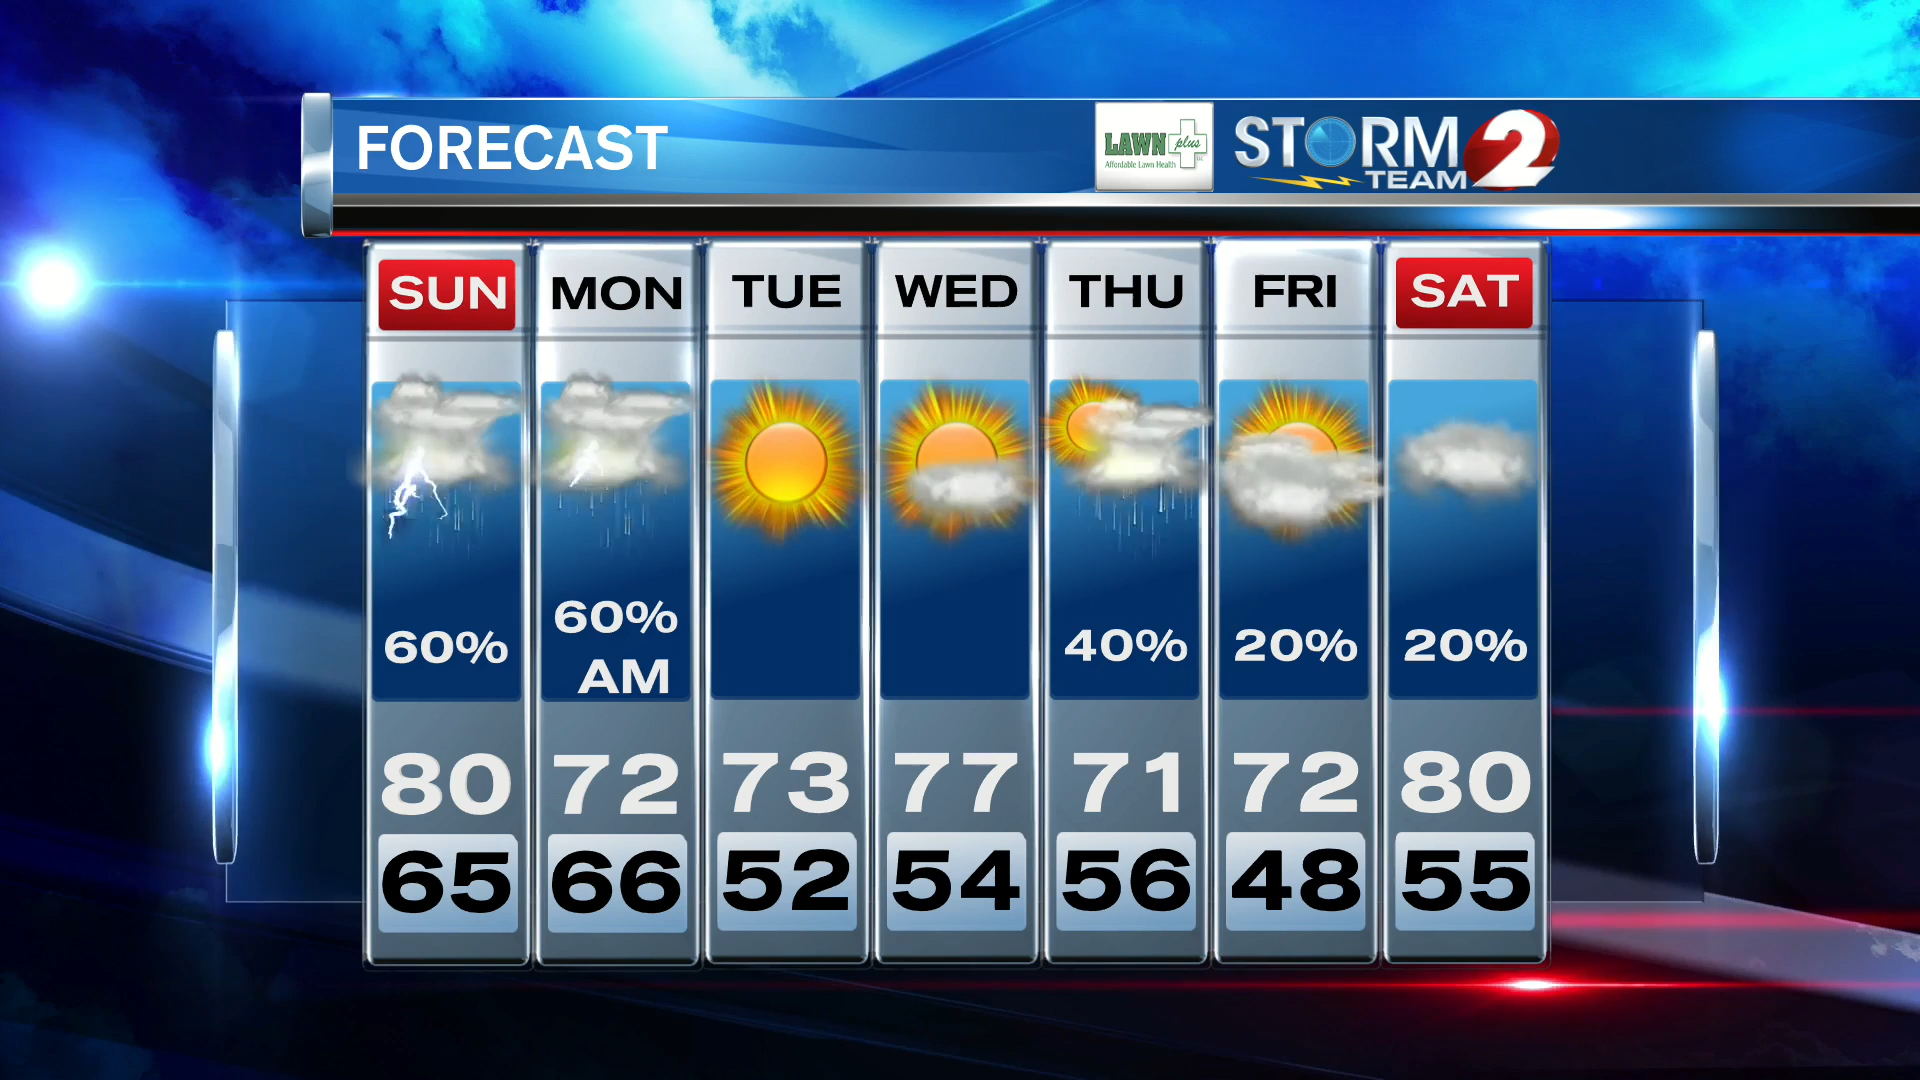 FORECAST
LAWN plus
Affordable Lawn Health
STORM
TEAM 2
SUN MON TUE WED THU FRI SAT
60% 60% AM 40% 20% 20%
80 72 73 77 71 72 80
65 66 52 54 56 48 55